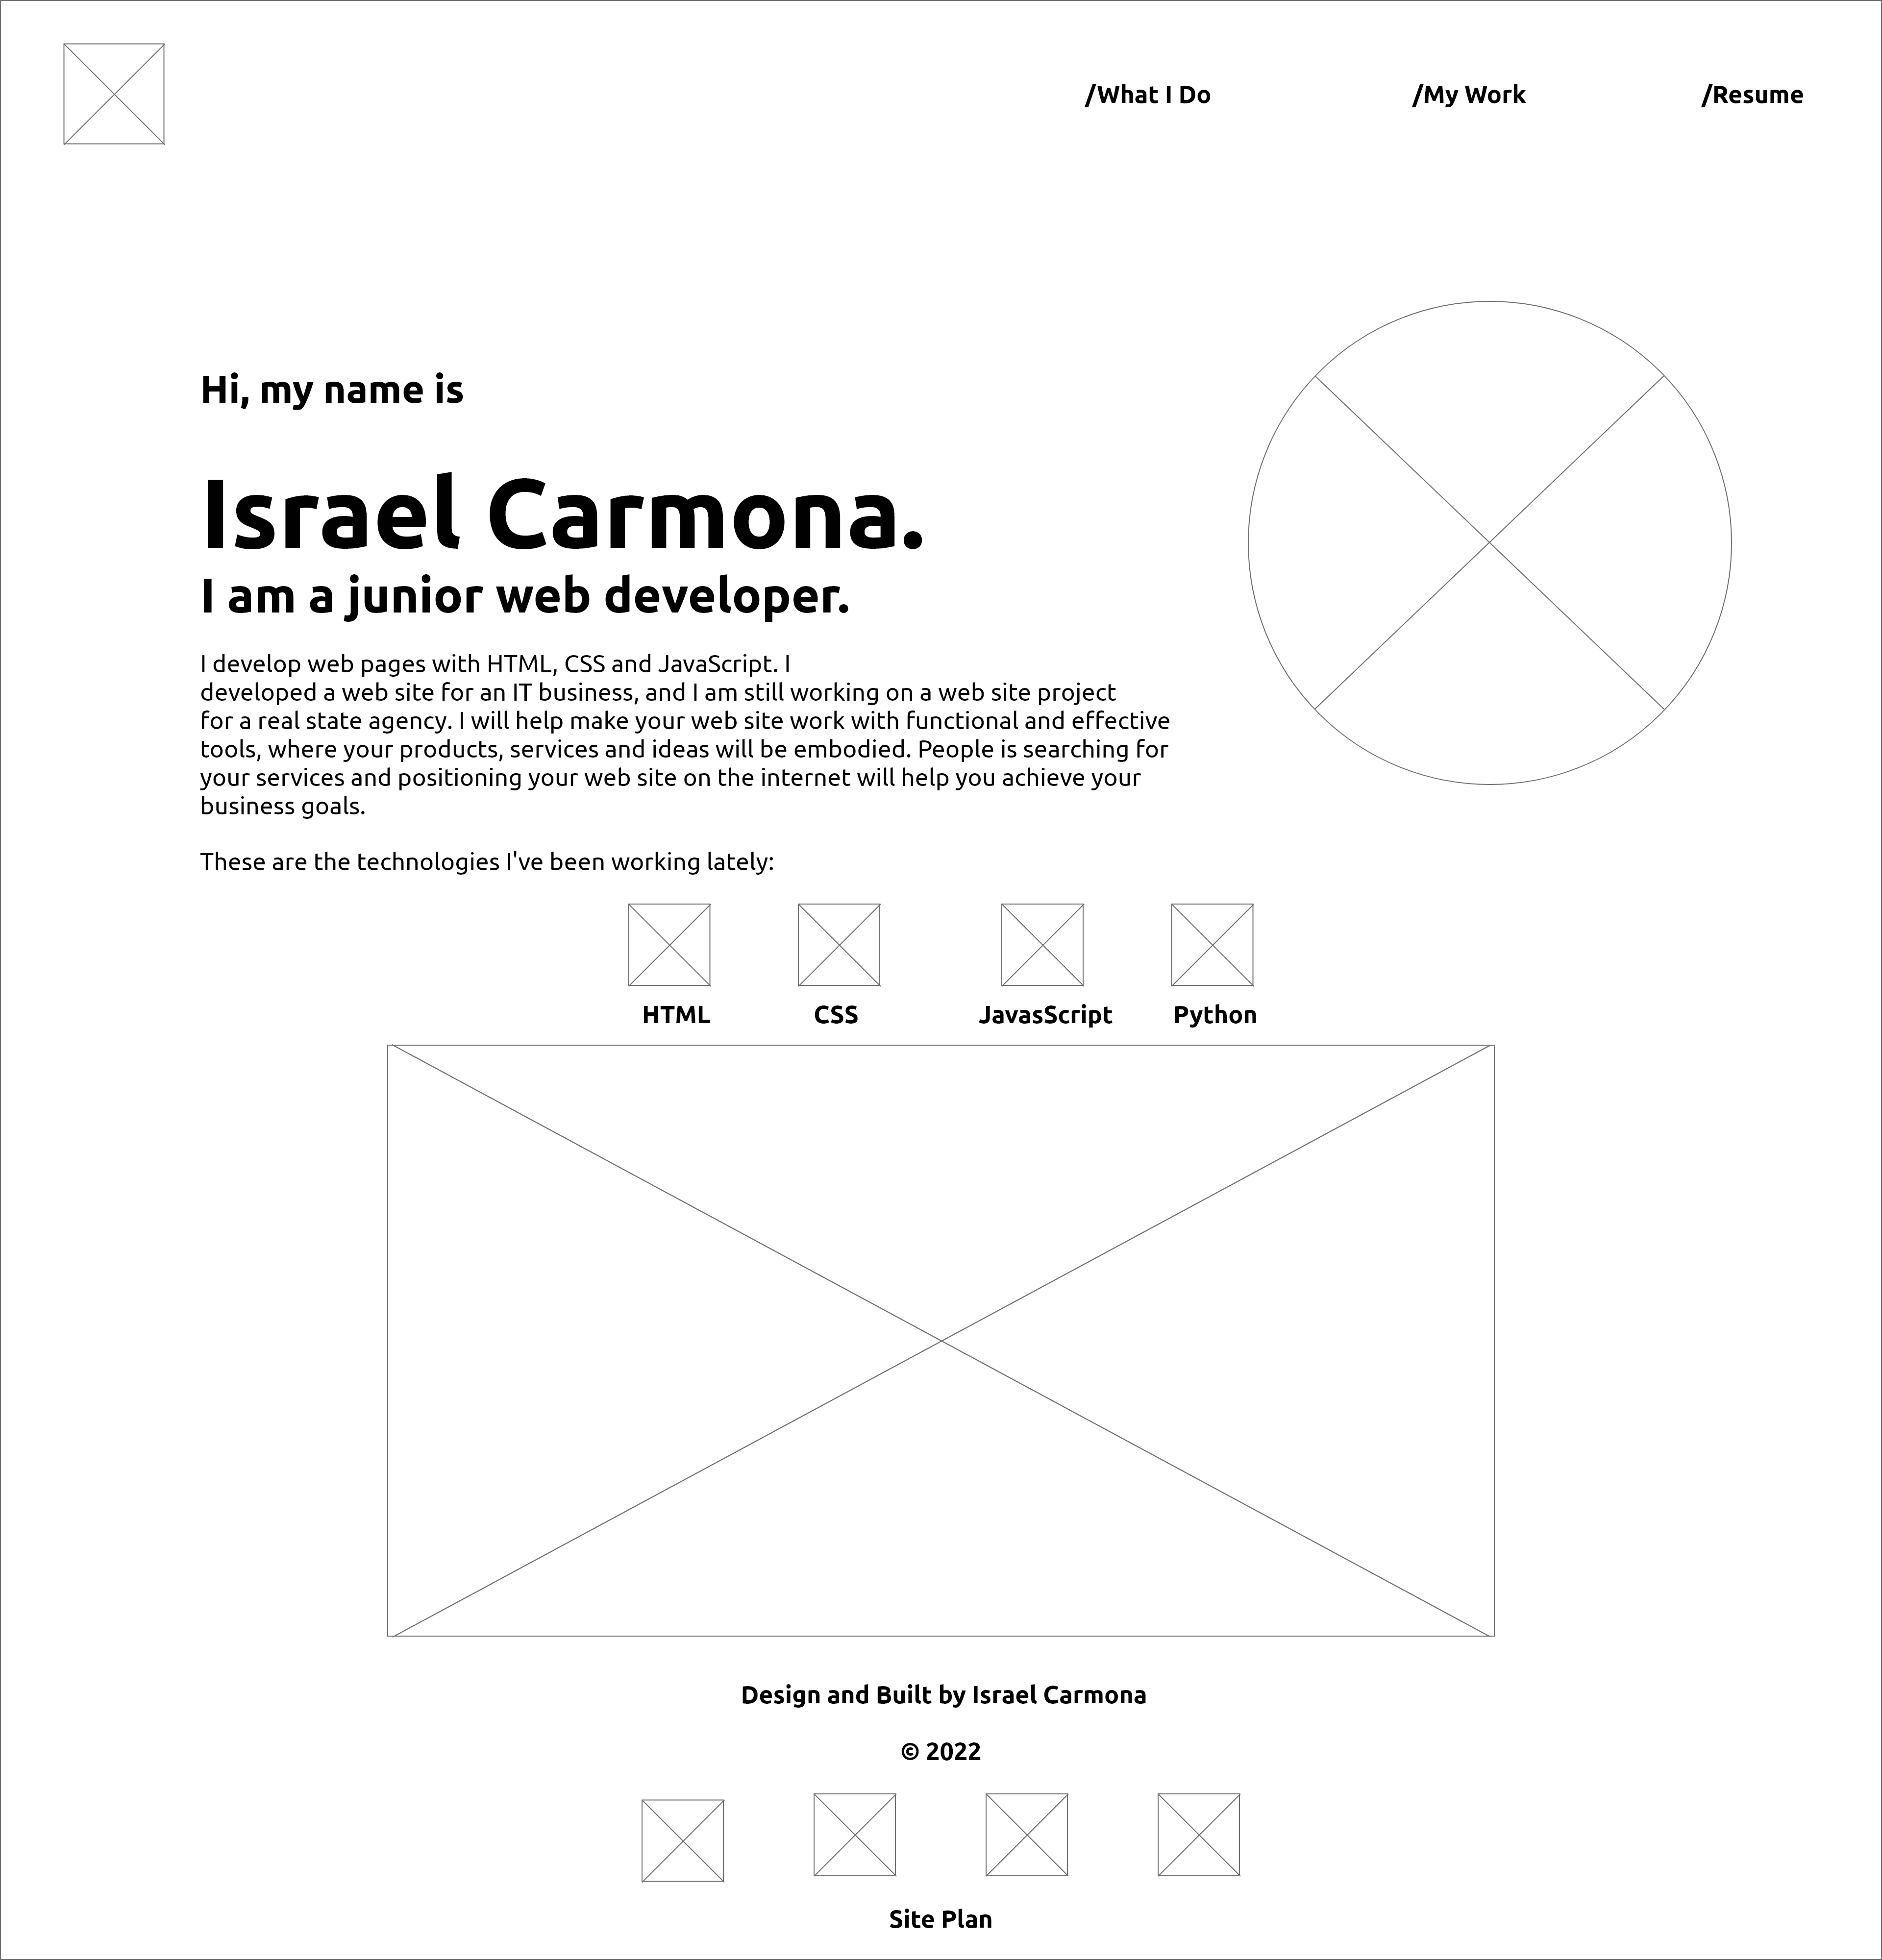 /What I Do
/My Work
/Resume
Hi, my name is
Israel Carmona.
I am a junior web developer.
I develop web pages with HTML, CSS and JavaScript. I
developed a web site for an IT business, and I am still working on a web site project
for a real state agency. I will help make your web site work with functional and effective
tools, where your products, services and ideas will be embodied. People is searching for
your services and positioning your web site on the internet will help you achieve your
business goals.
These are the technologies I've been working lately:
HTML
CSS
JavasScript
Python
Design and Built by Israel Carmona
© 2022
Site Plan